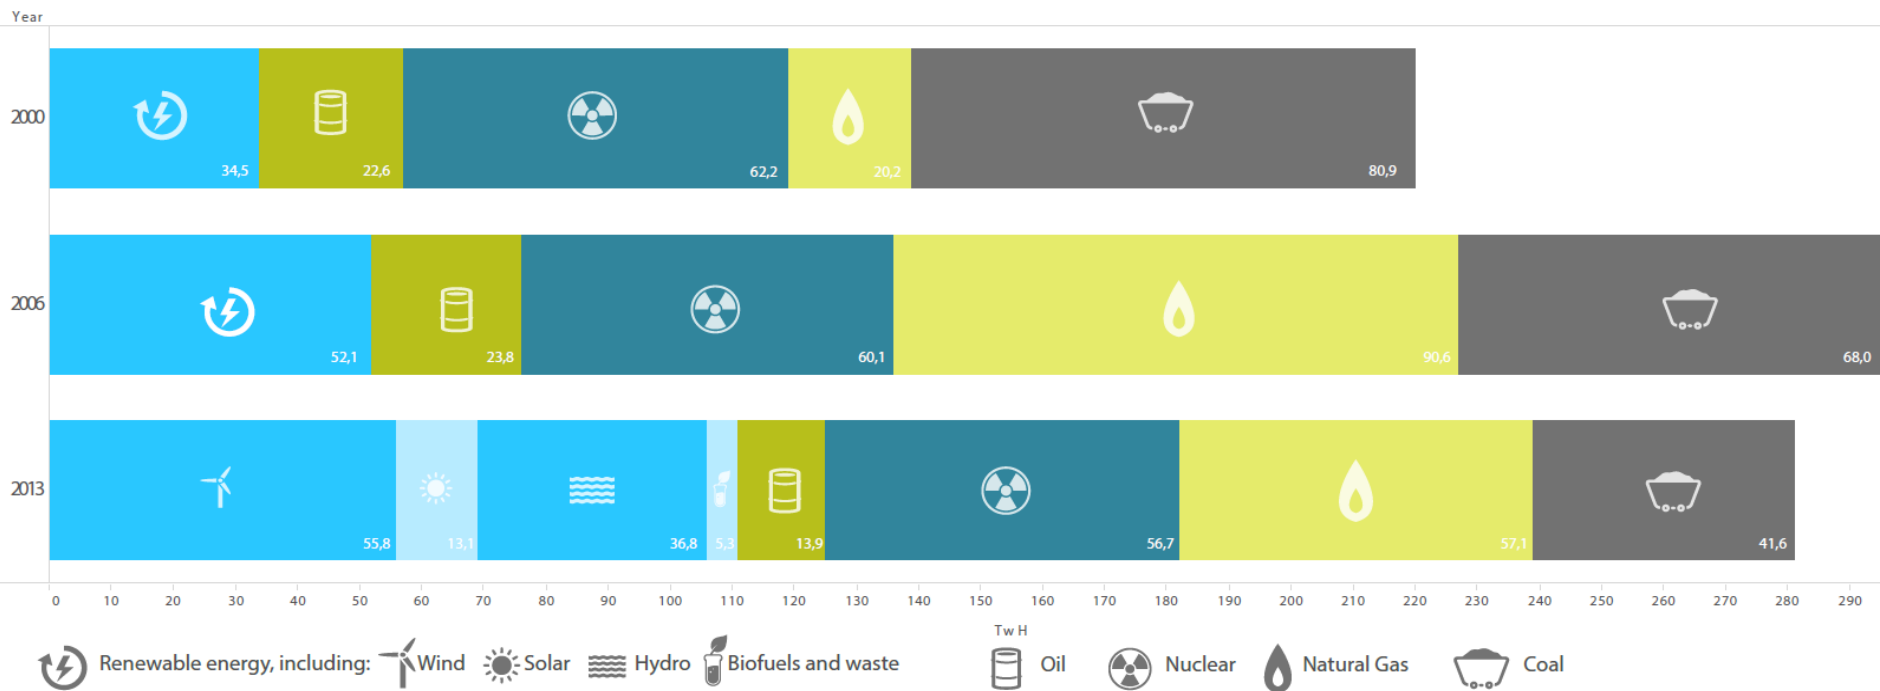 Year
2000
34,5 22,6 62,2 20,2 80,9
2006
52,1 23,8 60,1 90,6 68,0
2013
55,8 13,1 36,8 5,3 13,9 56,7 57,1 41,6
0 10 20 30 40 50 60 70 80 90 100 110 120 130 140 150 160 170 180 190 200 210 220 230 240 250 260 270 280 290
TwH
Renewable energy, including: Wind Solar Hydro Biofuels and waste Oil Nuclear Natural Gas Coal